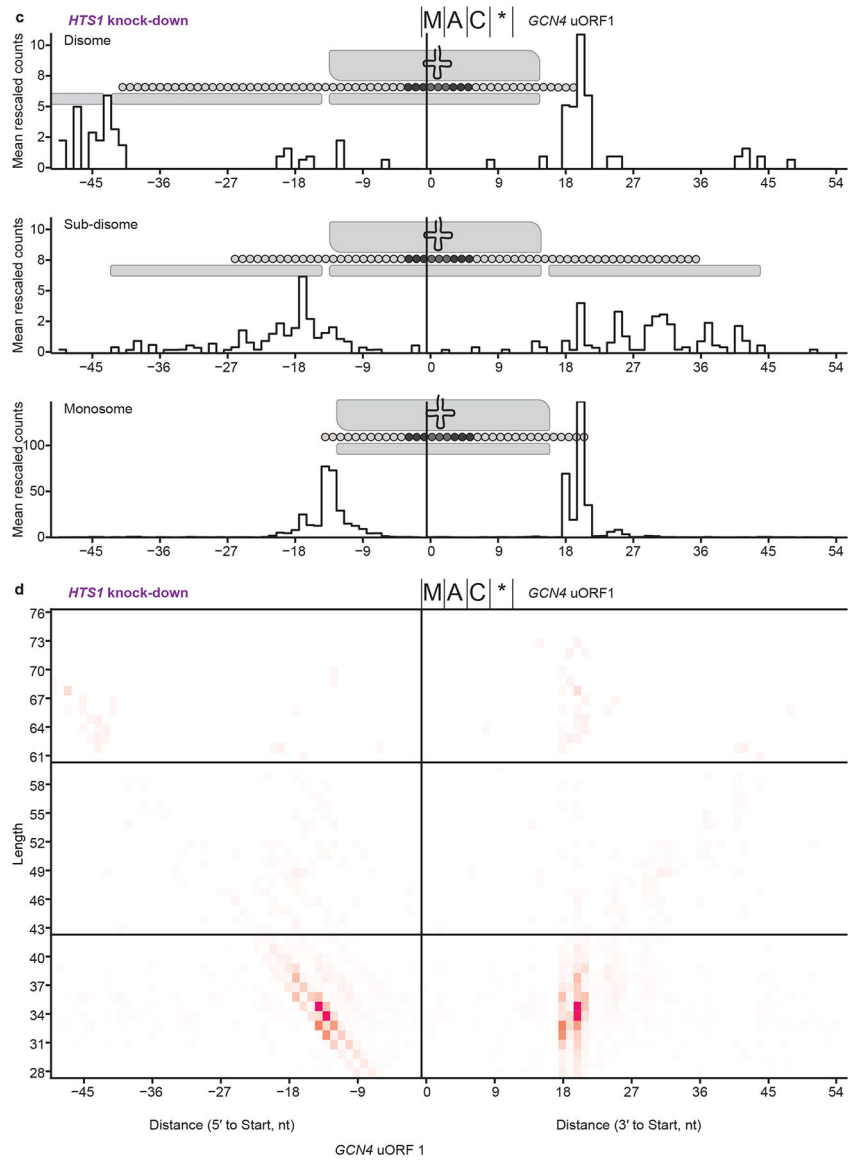 c
HTS1 knock-down
M A C *
GCN4 uORF1
Disome
Mean rescaled counts
10
8
5
2
0
−45 −36 −27 −18 −9 0 9 18 27 36 45 54
Sub-disome
Mean rescaled counts
10
8
5
2
0
−45 −36 −27 −18 −9 0 9 18 27 36 45 54
Monosome
Mean rescaled counts
100
50
0
−45 −36 −27 −18 −9 0 9 18 27 36 45 54
d
HTS1 knock-down
M A C *
GCN4 uORF1
Length
76
73
70
67
64
61
58
55
52
49
46
43
40
37
34
31
28
−45 −36 −27 −18 −9 0 9 18 27 36 45 54
Distance (5′ to Start, nt)
Distance (3′ to Start, nt)
GCN4 uORF 1